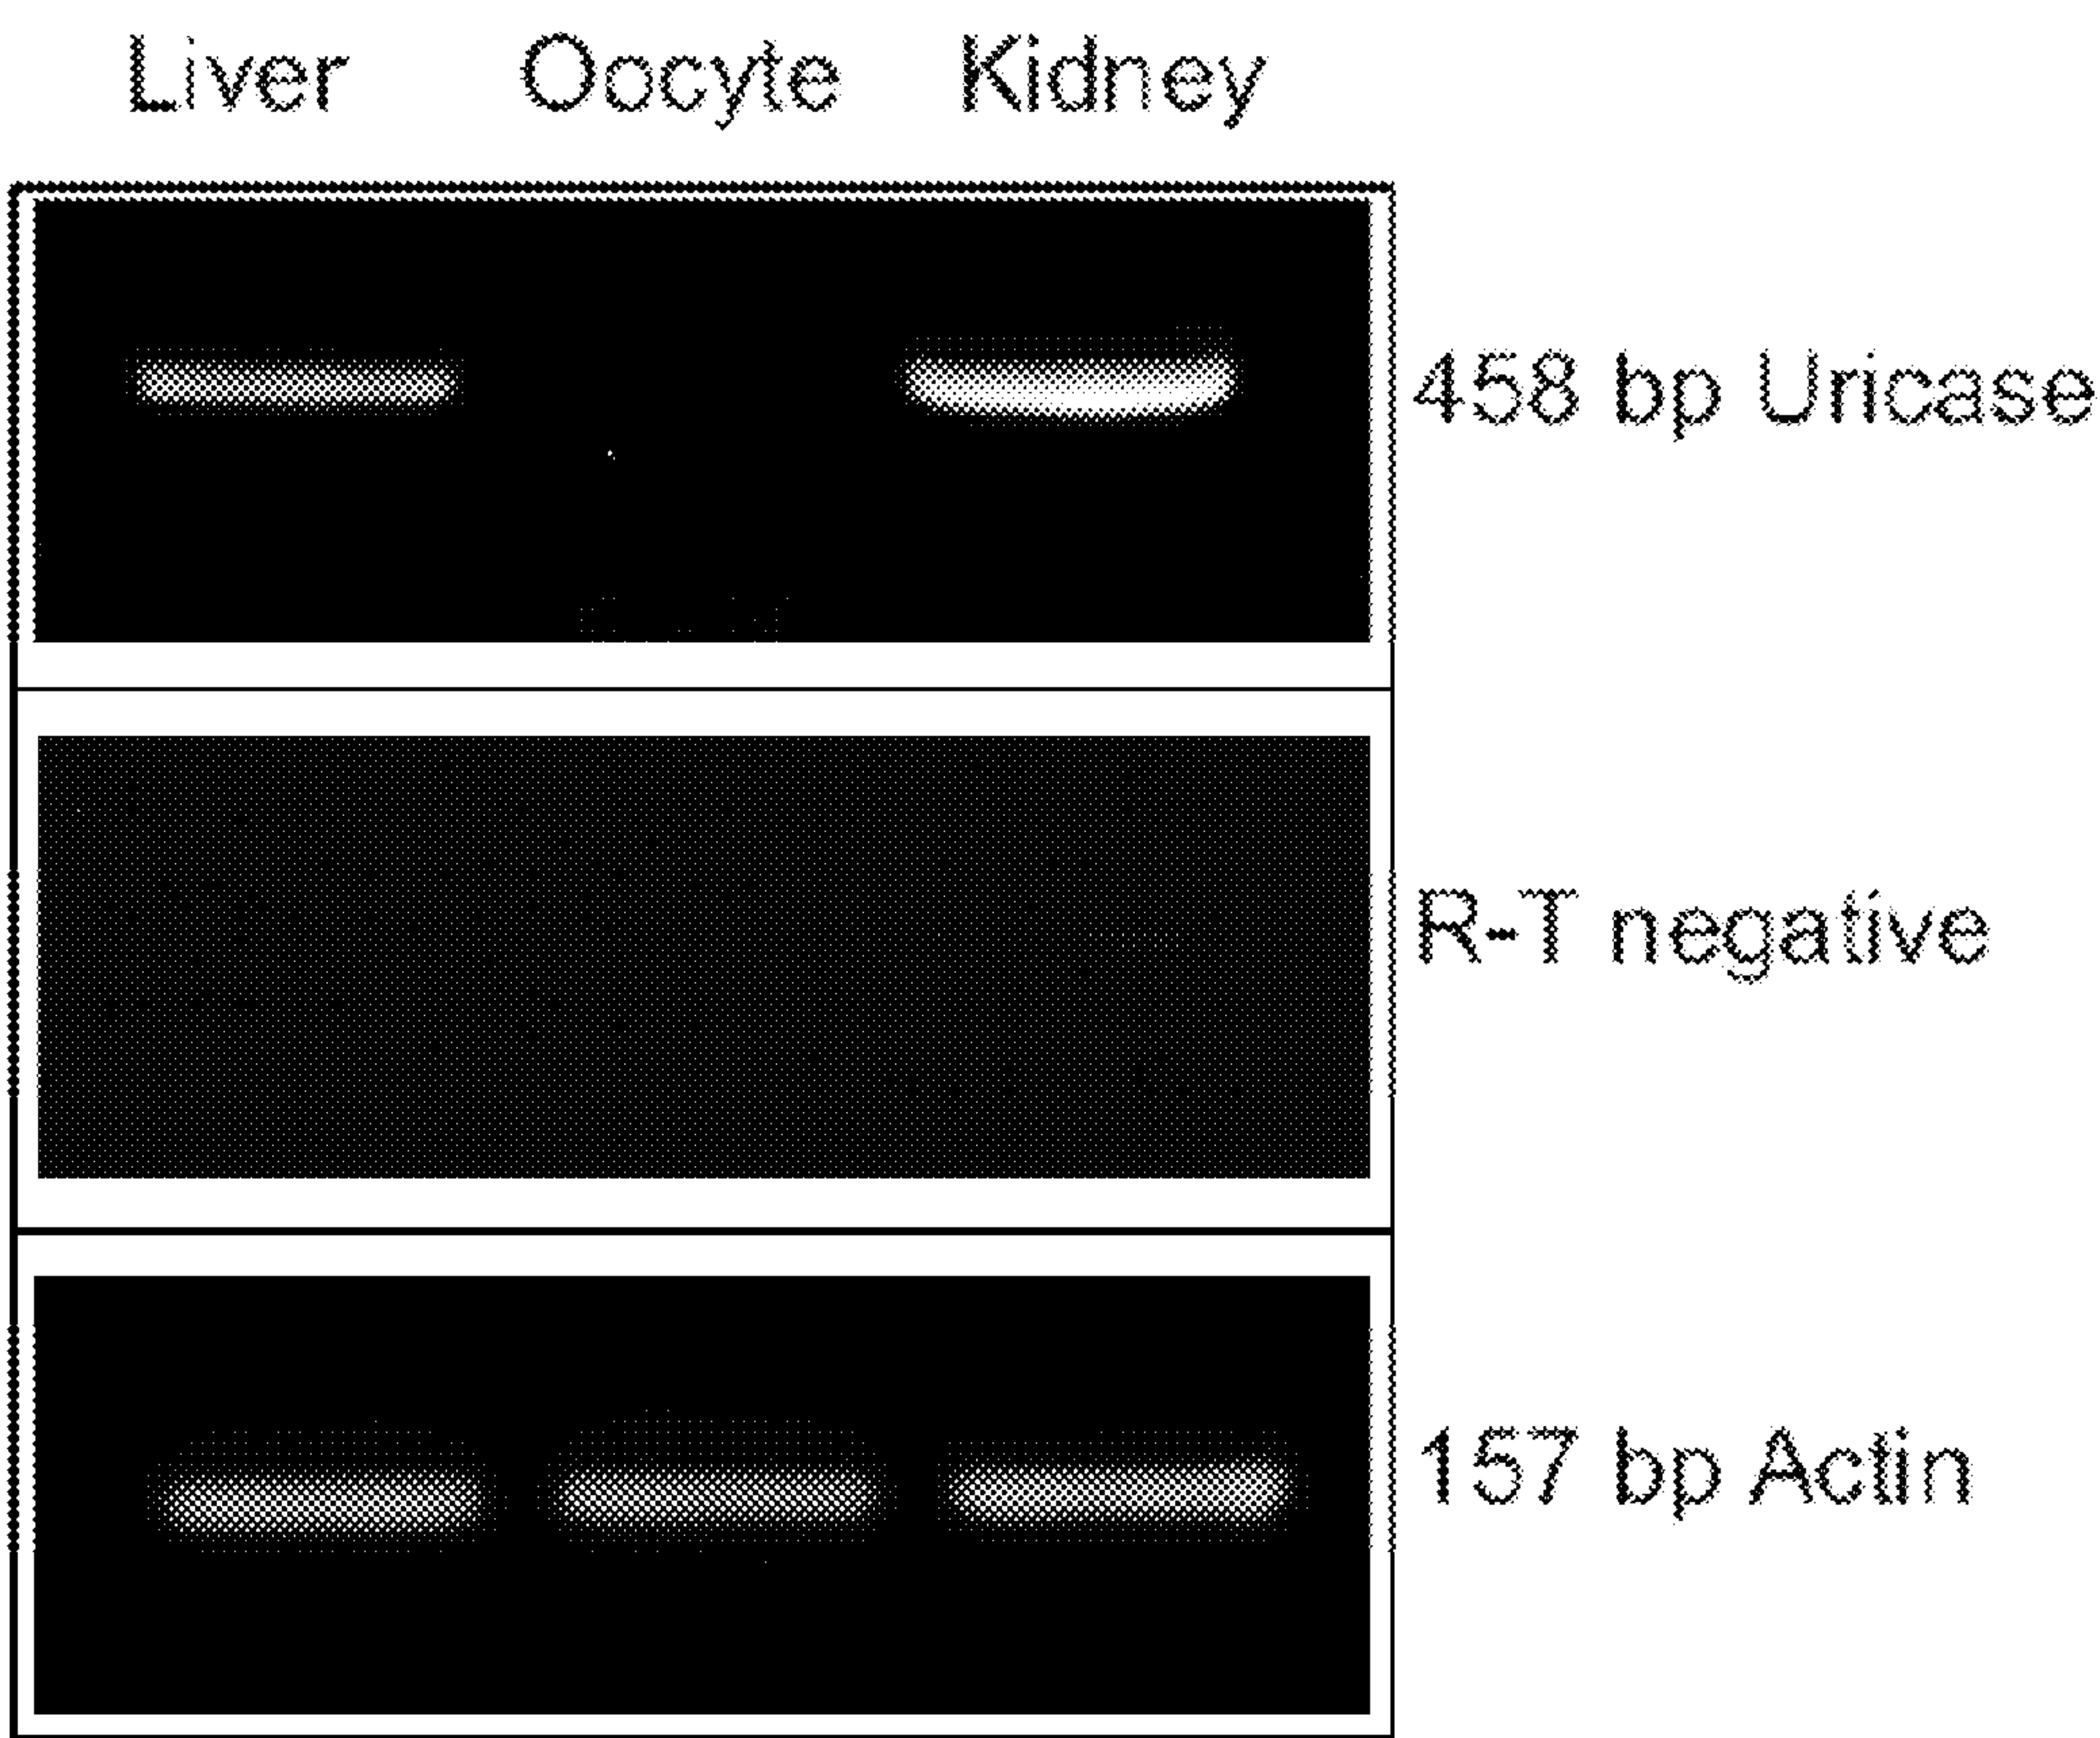 Liver Oocyte Kidney
458 bp Uricase
R-T negative
157 bp Actin